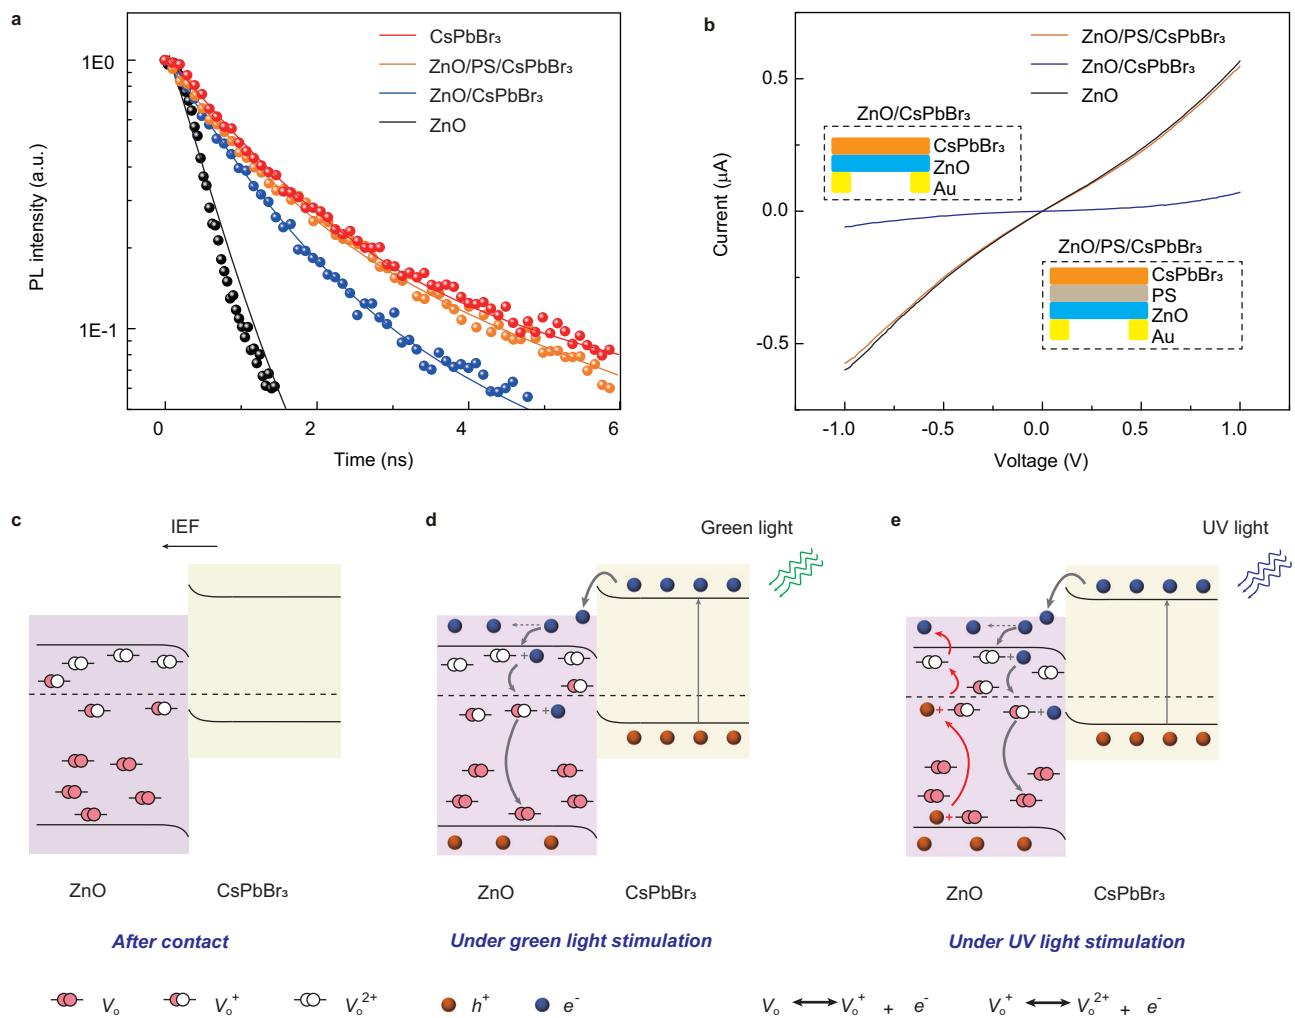 a
1E0
1E-1
PL intensity (a.u.)
CsPbBr₃
ZnO/PS/CsPbBr₃
ZnO/CsPbBr₃
ZnO
0 2 4 6
Time (ns)
b
0.5
0.0
-0.5
Current (μA)
ZnO/PS/CsPbBr₃
ZnO/CsPbBr₃
ZnO
ZnO/CsPbBr₃
CsPbBr₃
ZnO
Au
ZnO/PS/CsPbBr₃
CsPbBr₃
PS
ZnO
Au
-1.0 -0.5 0.0 0.5 1.0
Voltage (V)
c
IEF
ZnO CsPbBr₃
After contact
d
Green light
+
+
ZnO CsPbBr₃
Under green light stimulation
e
UV light
+
+ +
+
ZnO CsPbBr₃
Under UV light stimulation
Vₒ Vₒ⁺ Vₒ²⁺ h⁺ e⁻ Vₒ ⟷ Vₒ⁺ + e⁻ Vₒ⁺ ⟷ Vₒ²⁺ + e⁻